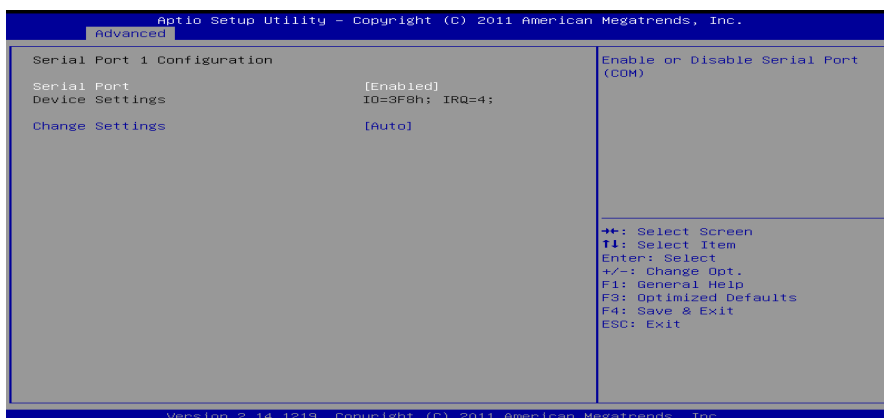 Aptio Setup Utility - Copyright (C) 2011 American Megatrends, Inc.
Advanced
Serial Port 1 Configuration
Serial Port [Enabled]
Device Settings IO=3F8h; IRQ=4;
Change Settings [Auto]
Enable or Disable Serial Port
(COM)
→←: Select Screen
↑↓: Select Item
Enter: Select
+/-: Change Opt.
F1: General Help
F3: Optimized Defaults
F4: Save & Exit
ESC: Exit
Version 2.14.1219. Copyright (C) 2011 American Megatrends, Inc.